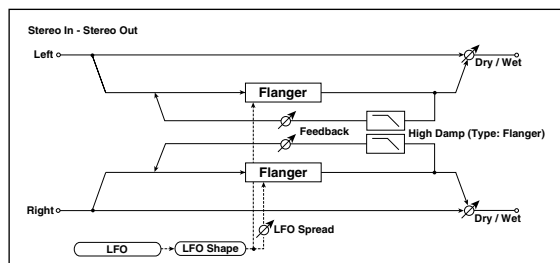 Stereo In - Stereo Out
Left
Dry / Wet
Flanger
Feedback
High Damp (Type: Flanger)
Flanger
Right
Dry / Wet
LFO Spread
LFO
LFO Shape